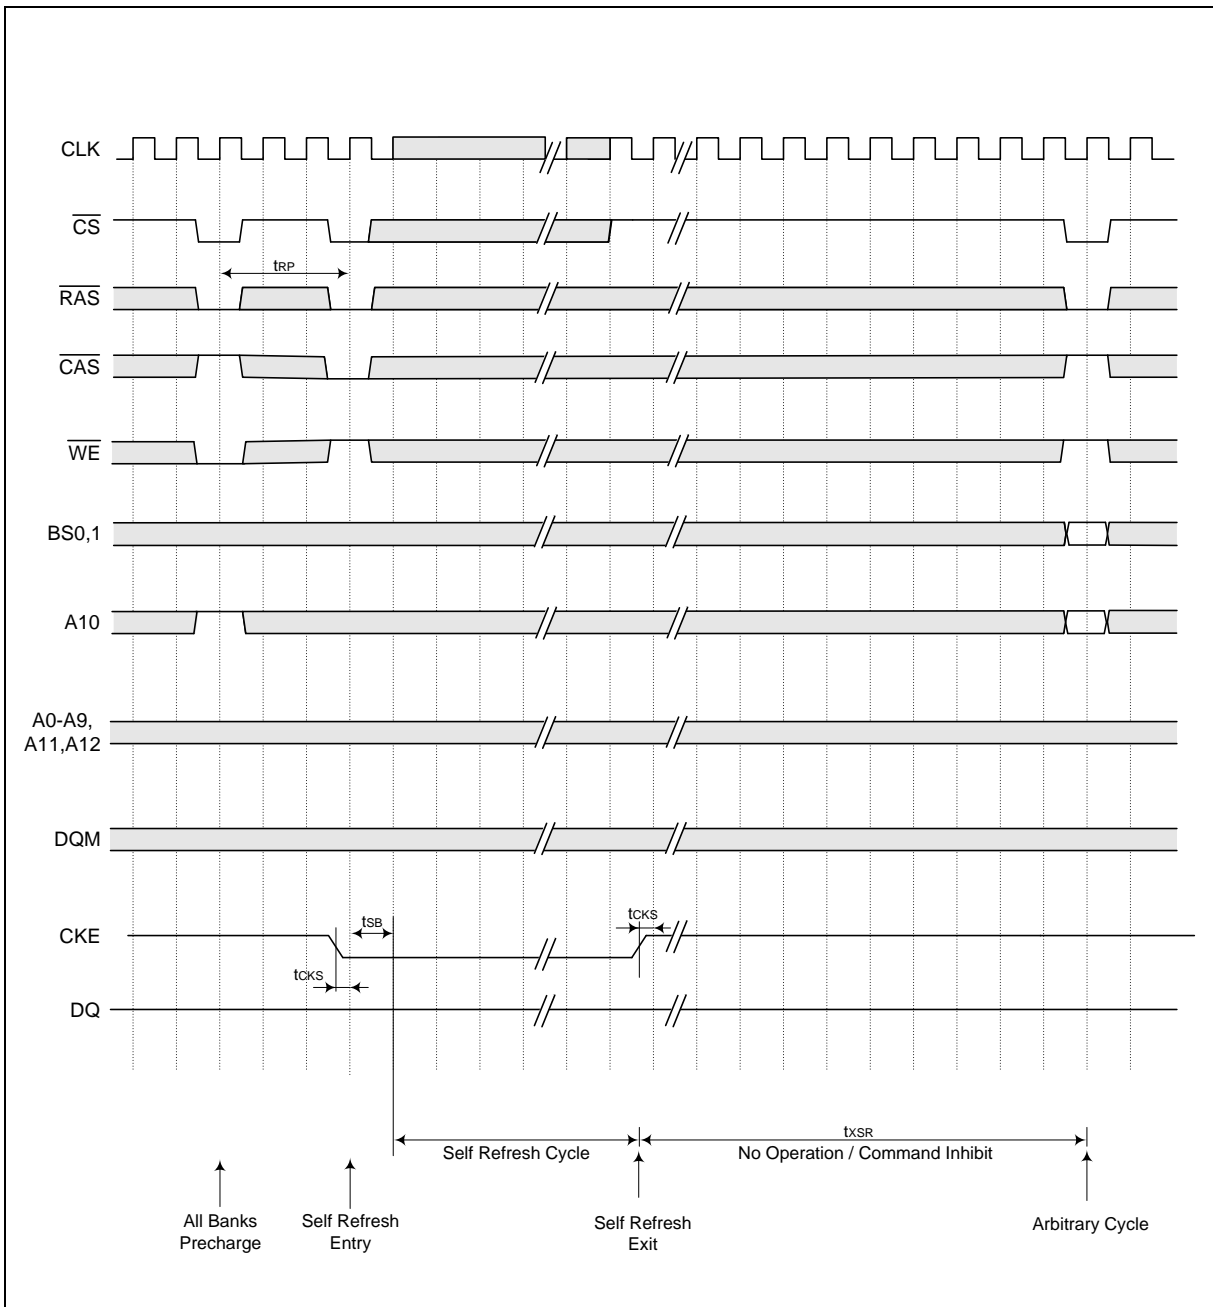 CLK
CS
tRP
RAS
CAS
WE
BS0,1
A10
A0-A9,
A11,A12
DQM
tSB
tCKS
CKE
tCKS
DQ
tXSR
Self Refresh Cycle
No Operation / Command Inhibit
All Banks
Precharge
Self Refresh
Entry
Self Refresh
Exit
Arbitrary Cycle